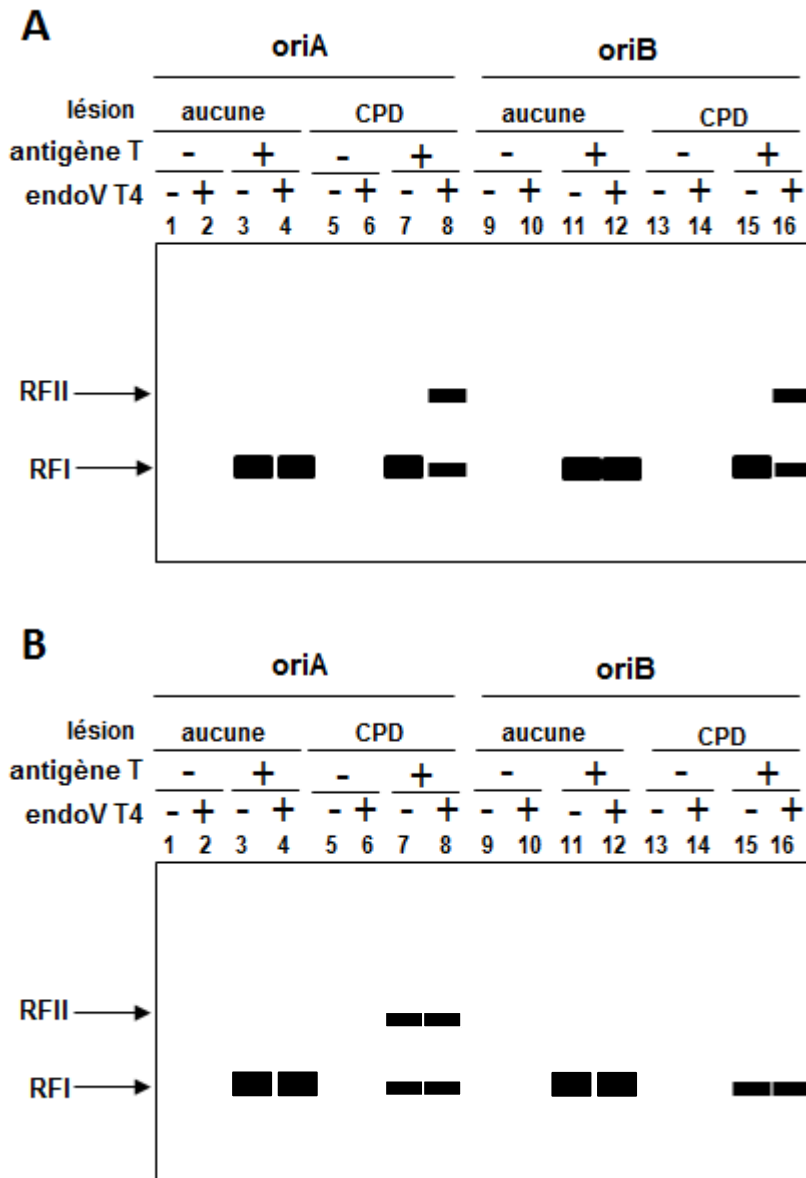 A
oriA oriB
lésion aucune CPD aucune CPD
antigène T - + - + - + - +
endoV T4 - + - + - + - + - + - + - + - +
1 2 3 4 5 6 7 8 9 10 11 12 13 14 15 16
RFII
RFI
B
oriA oriB
lésion aucune CPD aucune CPD
antigène T - + - + - + - +
endoV T4 - + - + - + - + - + - + - + - +
1 2 3 4 5 6 7 8 9 10 11 12 13 14 15 16
RFII
RFI